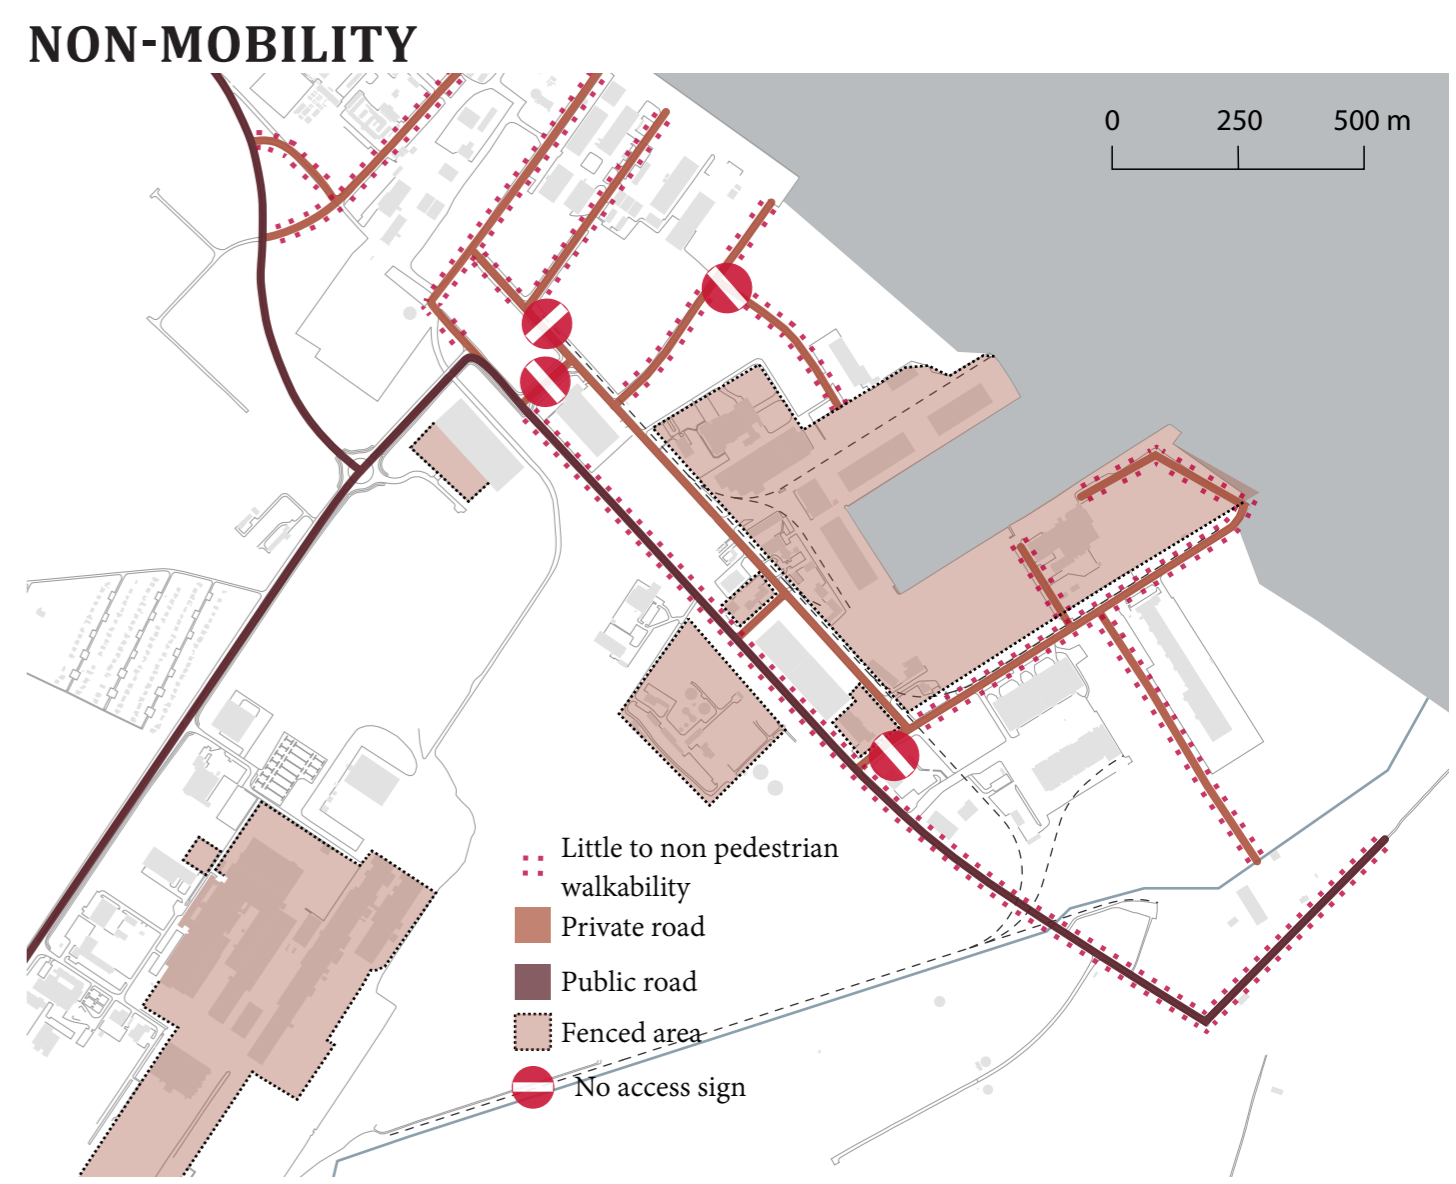 NON-MOBILITY
0 250 500 m
Little to non pedestrian
walkability
Private road
Public road
Fenced area
No access sign